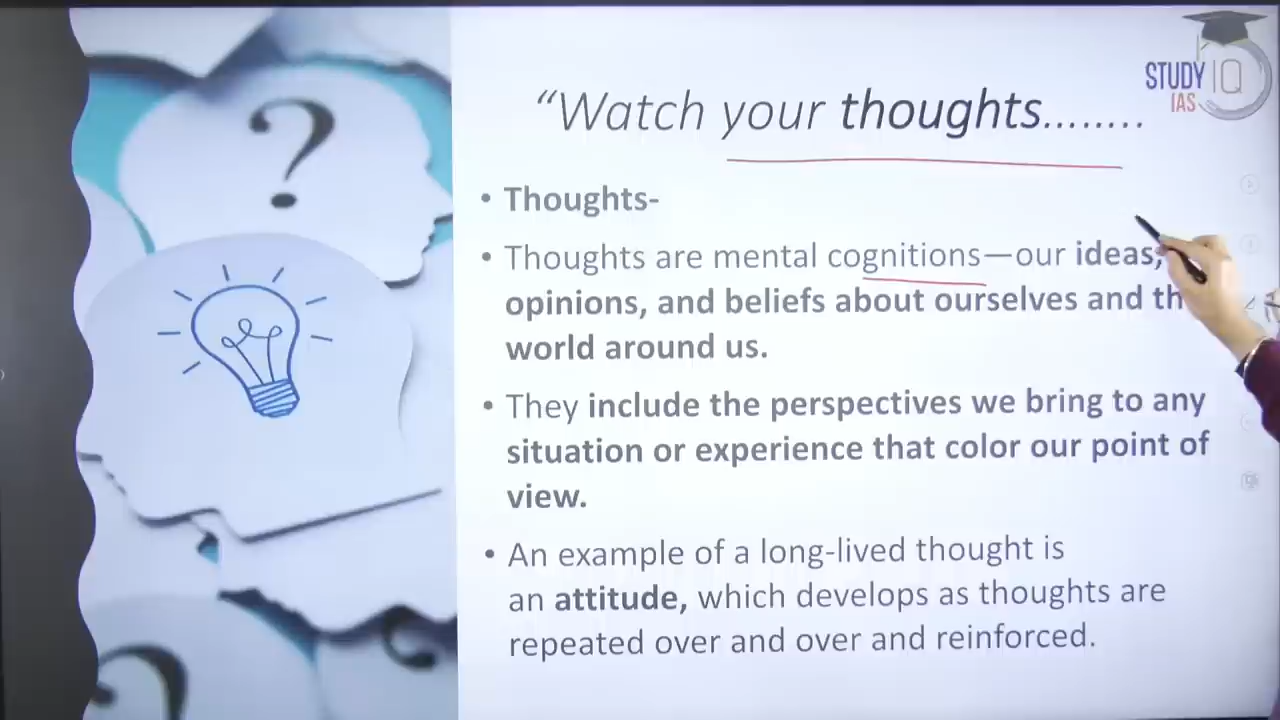 STUDY IQ
IAS
“Watch your thoughts........
• Thoughts-
• Thoughts are mental cognitions—our ideas,
opinions, and beliefs about ourselves and
world around us.
• They include the perspectives we bring to any
situation or experience that color our point of
view.
• An example of a long-lived thought is
an attitude, which develops as thoughts are
repeated over and over and reinforced.
?
?